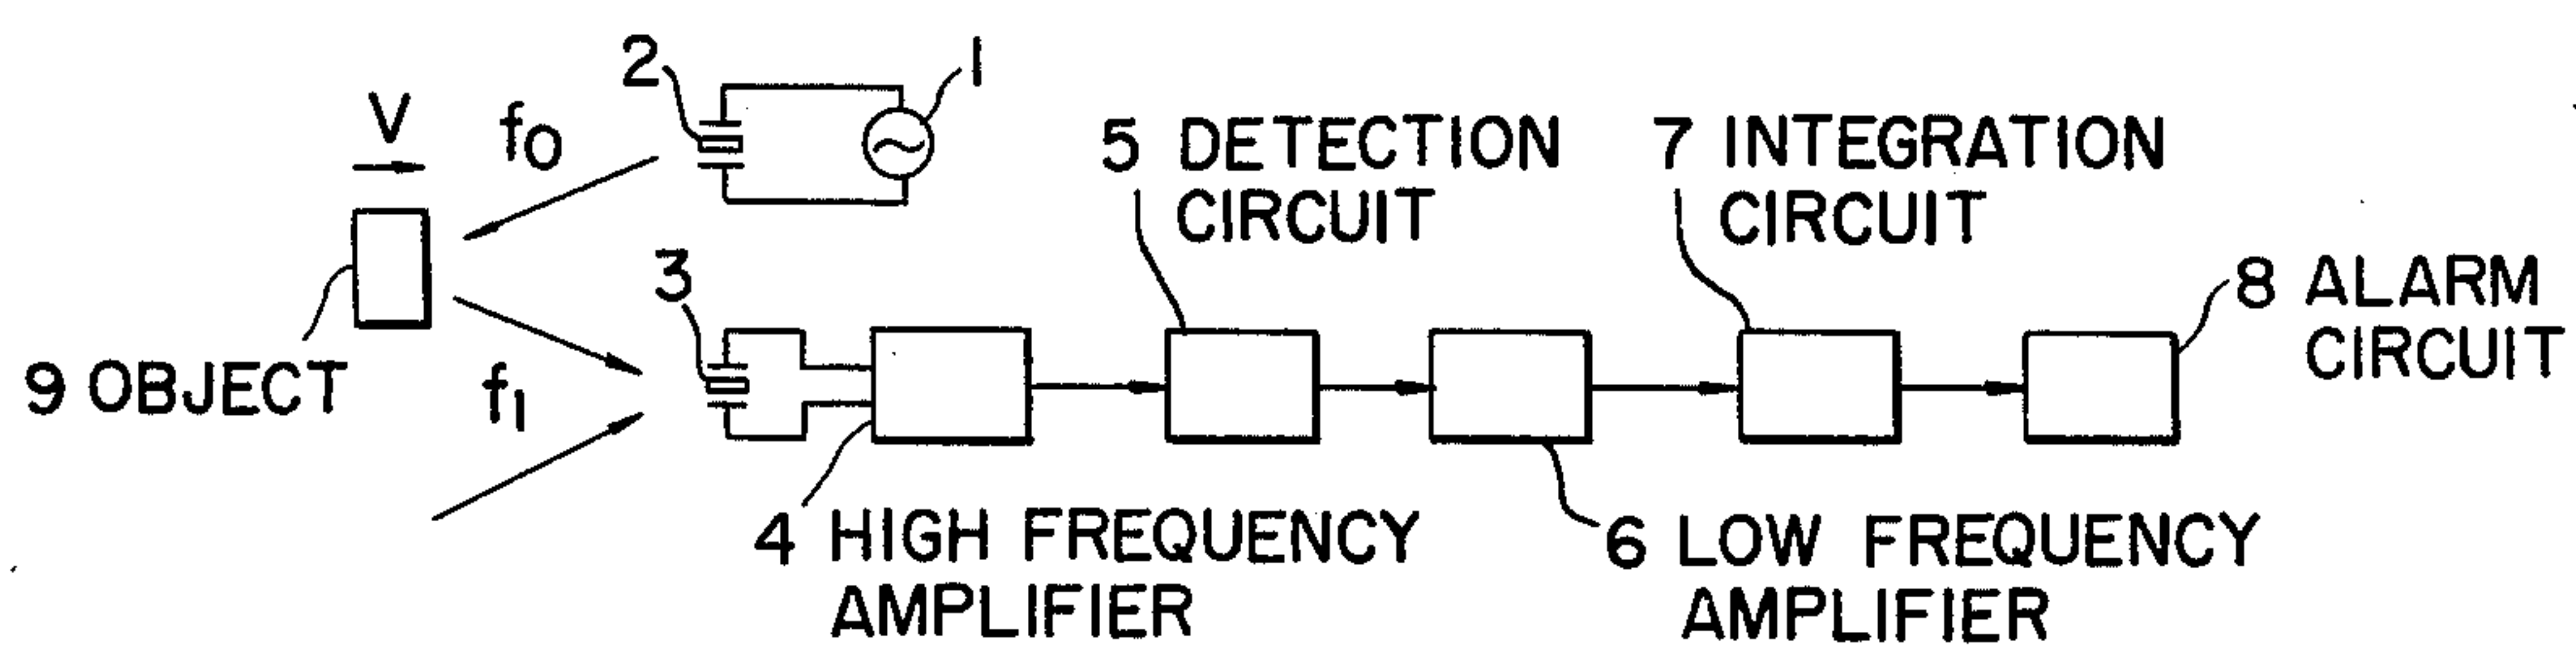 2
1
V
f0
5 DETECTION
CIRCUIT
7 INTEGRATION
CIRCUIT
3
8 ALARM
CIRCUIT
9 OBJECT
f1
4 HIGH FREQUENCY
AMPLIFIER
6 LOW FREQUENCY
AMPLIFIER